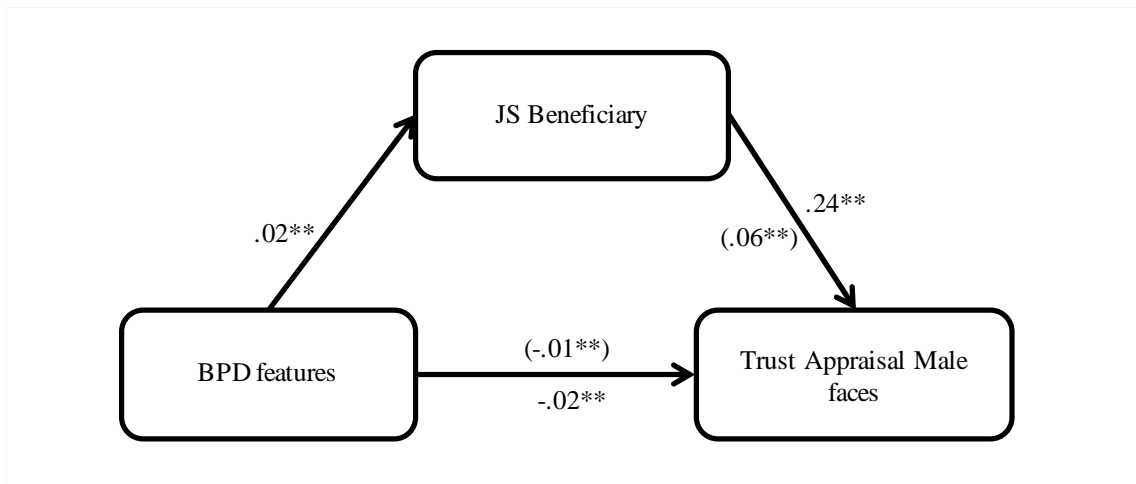 JS Beneficiary
.02**
.24**
(.06**)
BPD features
(-.01**)
-.02**
Trust Appraisal Male
faces